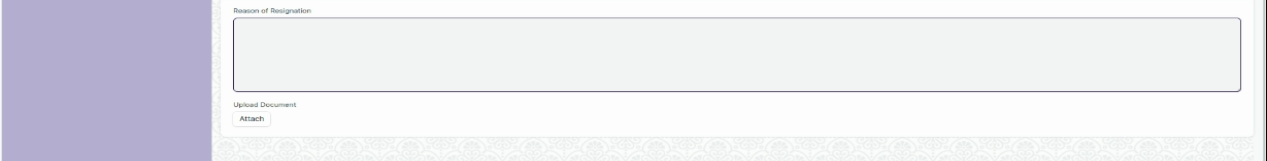 Reason of Resignation
Upload Document
Attach